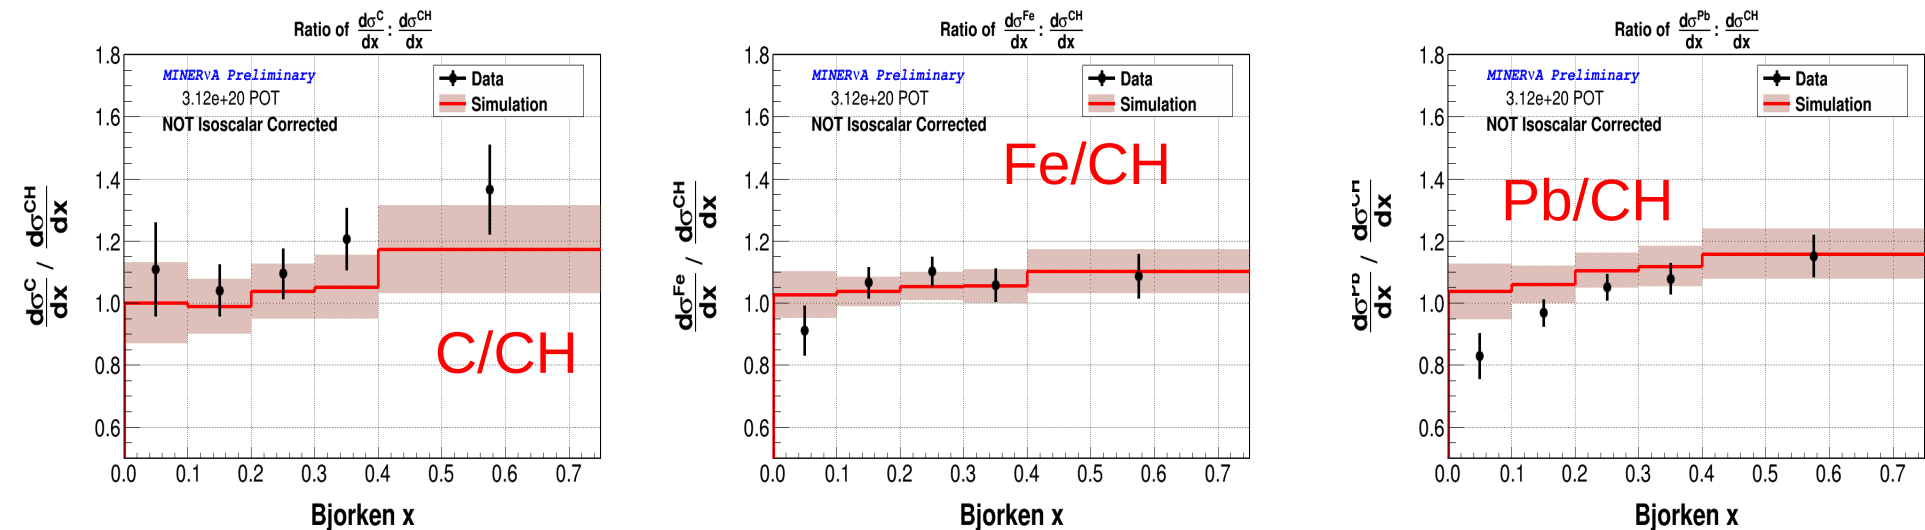 Ratio of dσ^C/dx : dσ^CH/dx
MINERνA Preliminary
3.12e+20 POT
NOT Isoscalar Corrected
Data
Simulation
C/CH
dσ^C/dx / dσ^CH/dx
1.8
1.6
1.4
1.2
1.0
0.8
0.6
0.0 0.1 0.2 0.3 0.4 0.5 0.6 0.7
Bjorken x
Ratio of dσ^Fe/dx : dσ^CH/dx
MINERνA Preliminary
3.12e+20 POT
NOT Isoscalar Corrected
Data
Simulation
Fe/CH
dσ^Fe/dx / dσ^CH/dx
1.8
1.6
1.4
1.2
1.0
0.8
0.6
0.0 0.1 0.2 0.3 0.4 0.5 0.6 0.7
Bjorken x
Ratio of dσ^Pb/dx : dσ^CH/dx
MINERνA Preliminary
3.12e+20 POT
NOT Isoscalar Corrected
Data
Simulation
Pb/CH
dσ^Pb/dx / dσ^CH/dx
1.8
1.6
1.4
1.2
1.0
0.8
0.6
0.0 0.1 0.2 0.3 0.4 0.5 0.6 0.7
Bjorken x